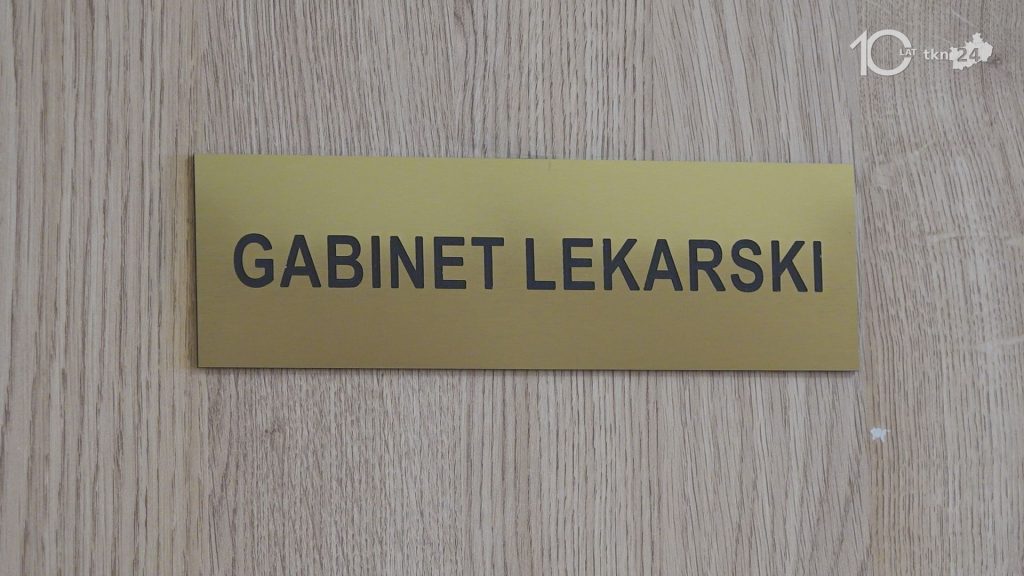 10 LAT tkn24
GABINET LEKARSKI